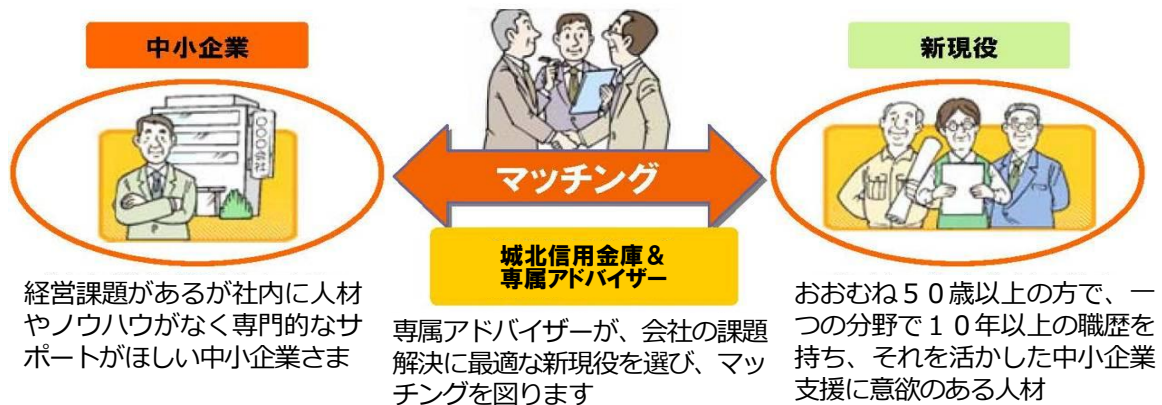 中小企業
〇〇〇会社
経営課題があるが社内に人材
やノウハウがなく専門的なサ
ポートがほしい中小企業さま
マッチング
城北信用金庫&
専属アドバイザー
専属アドバイザーが、会社の課題
解決に最適な新現役を選び、マッ
チングを図ります
新現役
おおむね50歳以上の方で、一
つの分野で10年以上の職歴を
持ち、それを活かした中小企業
支援に意欲のある人材